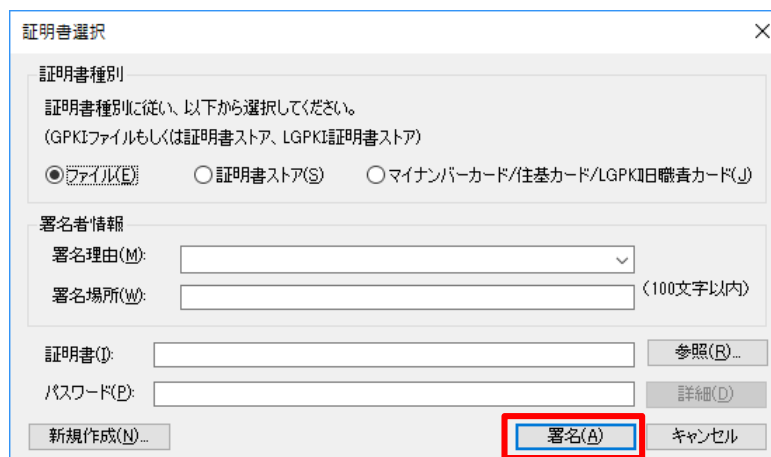 証明書選択
証明書種別
証明書種別に従い、以下から選択してください。
(GPKIファイルもしくは証明書ストア、LGPKI証明書ストア)
ファイル(E) 証明書ストア(S) マイナンバーカード/住基カード/LGPKI旧職責カード(J)
署名者情報
署名理由(M):
署名場所(W): (100文字以内)
証明書(I): 参照(R)...
パスワード(P): 詳細(D)
新規作成(N)... 署名(A) キャンセル